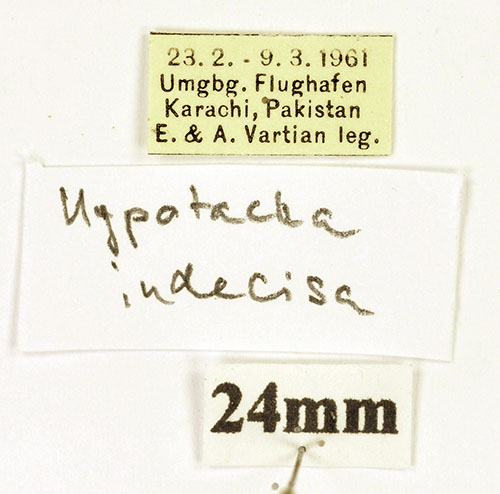 23.2. - 9.3.1961
Umgbg. Flughafen
Karachi, Pakistan
E. & A. Vartian leg.
Hypotacha
indecisa
24mm